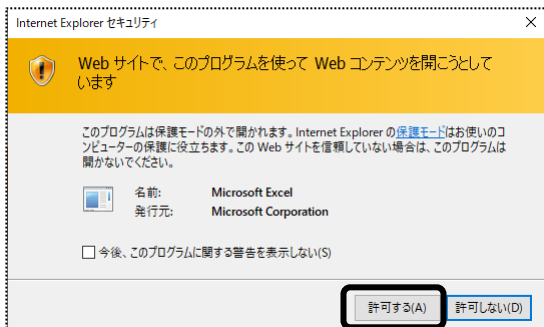 Internet Explorer セキュリティ
Web サイトで、このプログラムを使って Web コンテンツを開こうとして
います
このプログラムは保護モードの外で開かれます。Internet Explorer の保護モードはお使いのコ
ンピューターの保護に役立ちます。この Web サイトを信頼していない場合は、このプログラムは
開かないでください。
名前: Microsoft Excel
発行元: Microsoft Corporation
今後、このプログラムに関する警告を表示しない(S)
許可する(A) 許可しない(D)